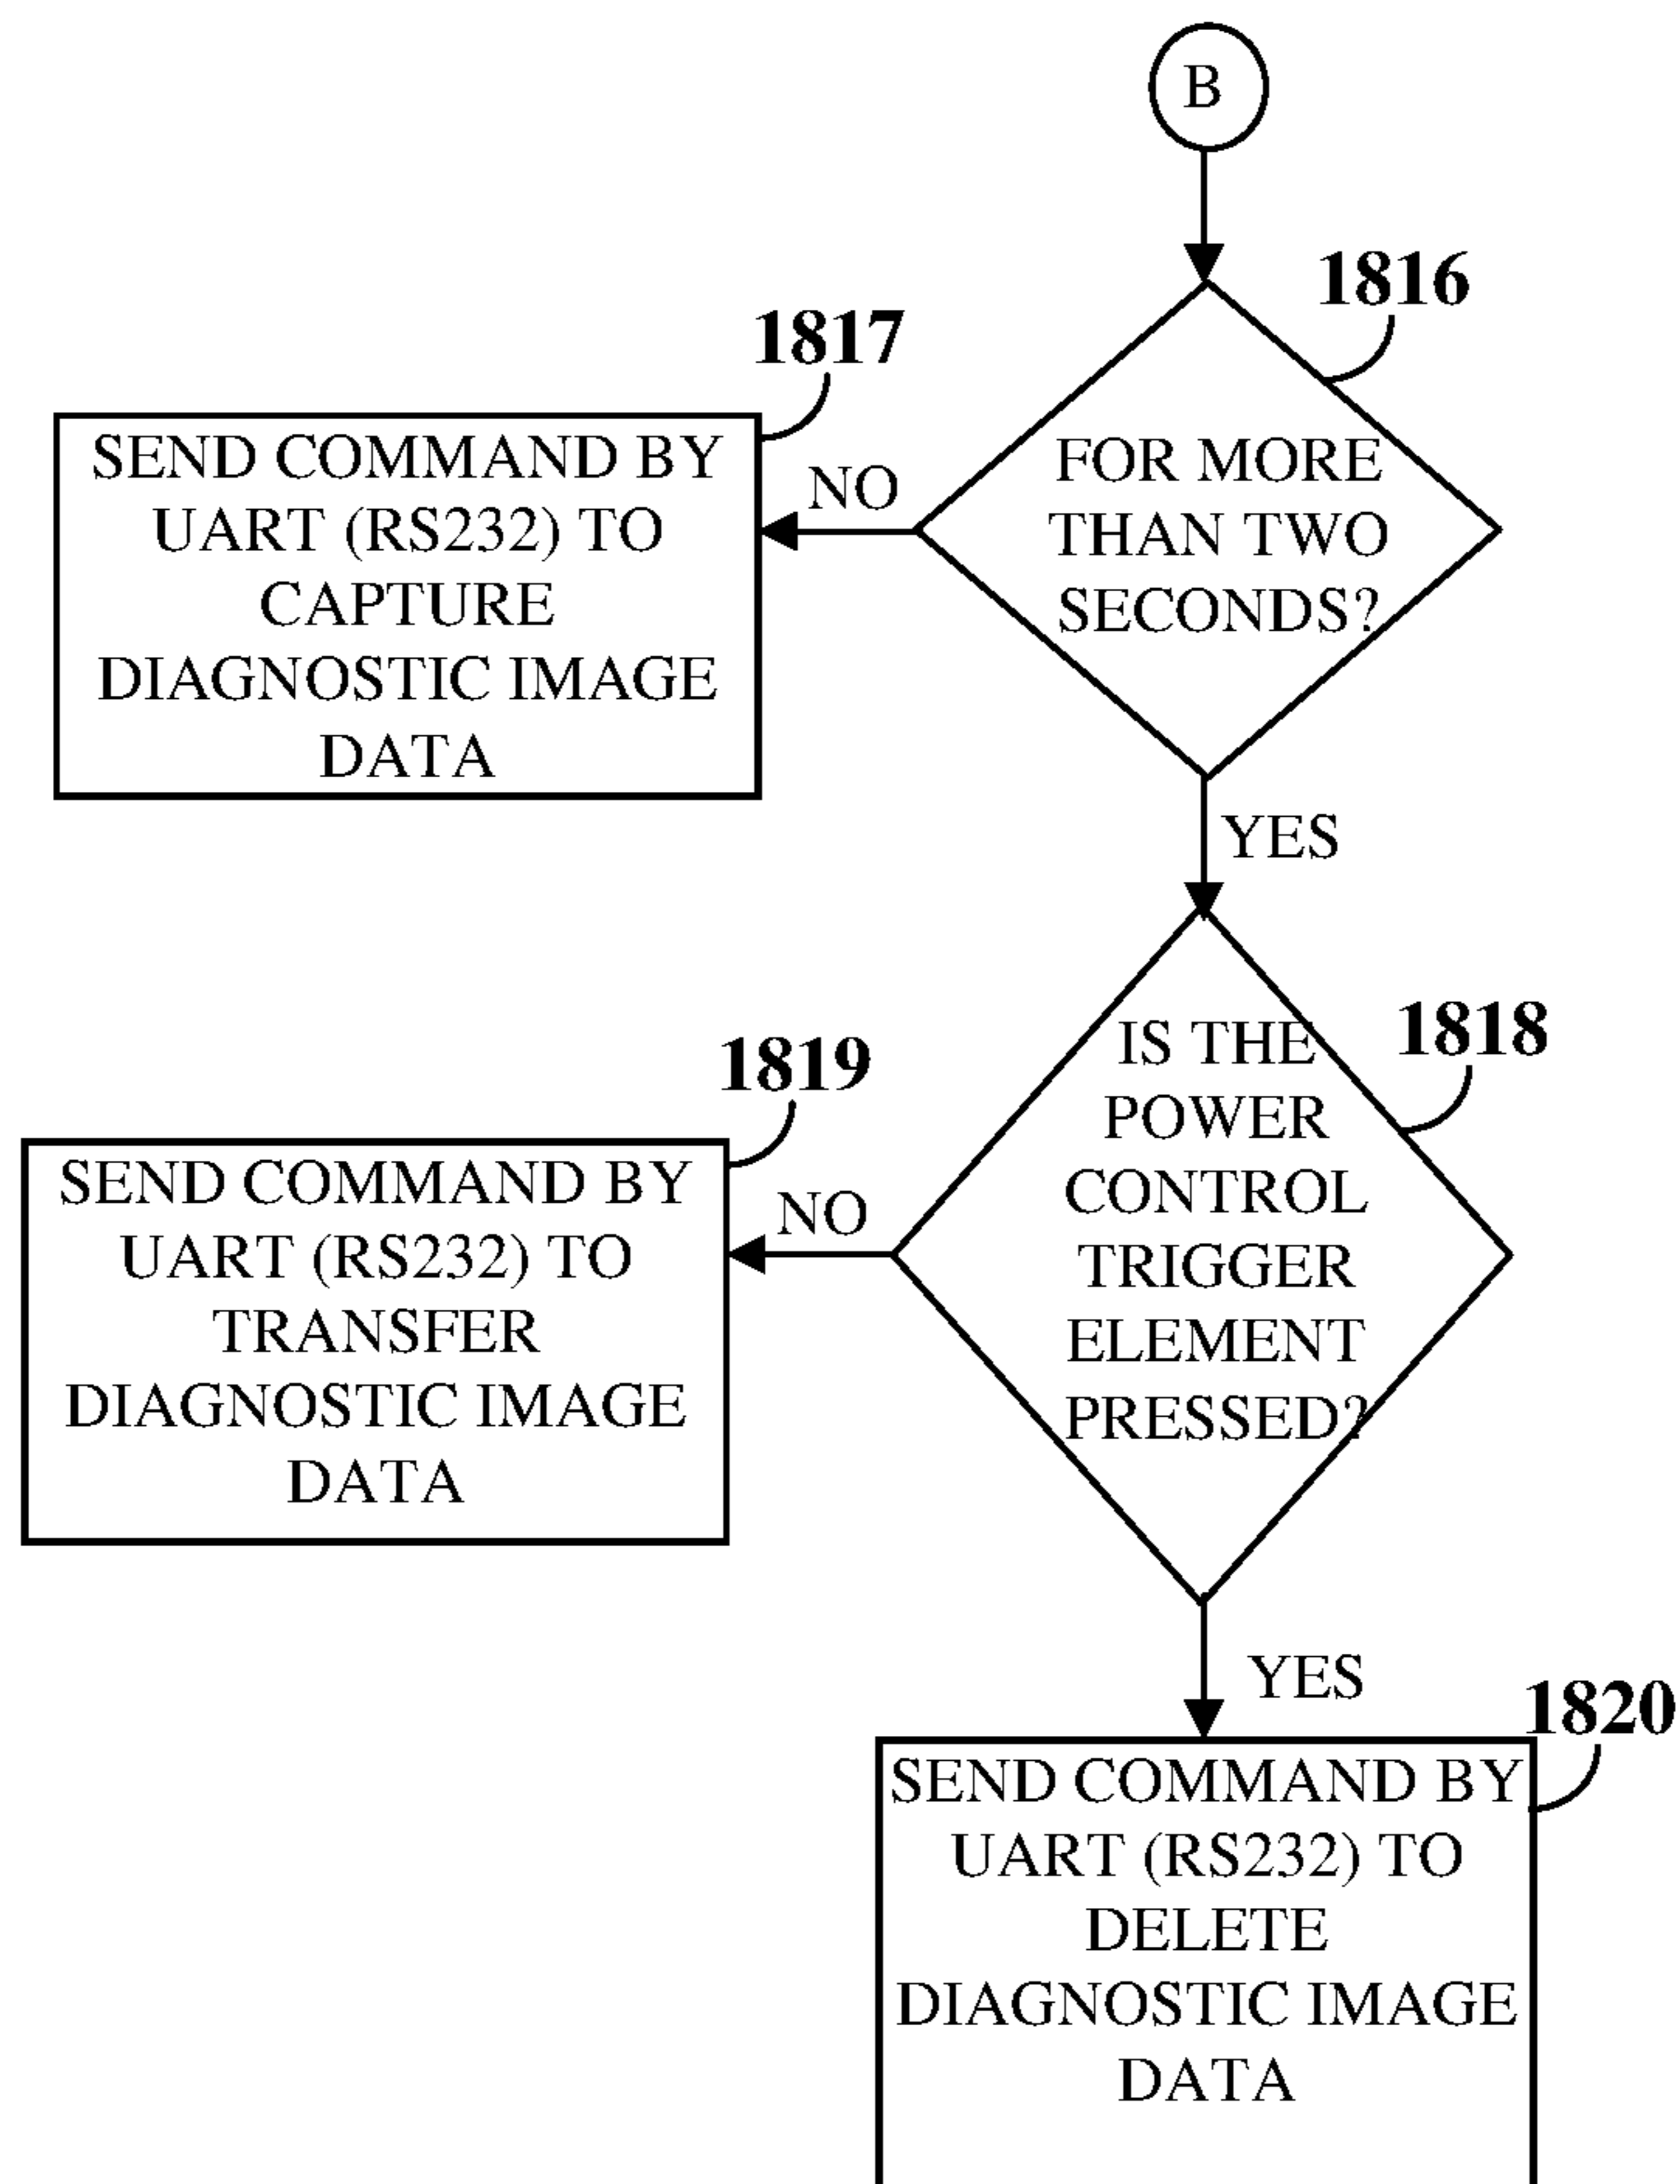 B
1816
FOR MORE
THAN TWO
SECONDS?
NO
1817
SEND COMMAND BY
UART (RS232) TO
CAPTURE
DIAGNOSTIC IMAGE
DATA
YES
1818
IS THE
POWER
CONTROL
TRIGGER
ELEMENT
PRESSED?
NO
1819
SEND COMMAND BY
UART (RS232) TO
TRANSFER
DIAGNOSTIC IMAGE
DATA
YES
1820
SEND COMMAND BY
UART (RS232) TO
DELETE
DIAGNOSTIC IMAGE
DATA